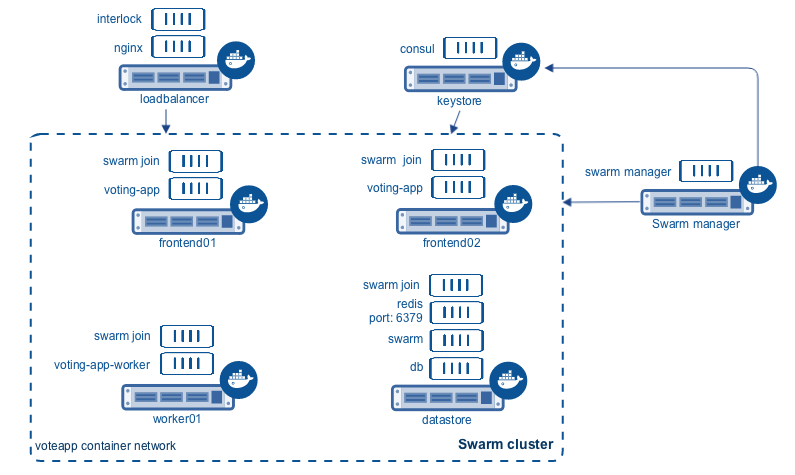 interlock
nginx
loadbalancer
consul
keystore
swarm join
voting-app
frontend01
swarm  join
voting-app
frontend02
swarm manager
Swarm manager
swarm join
voting-app-worker
worker01
swarm join
redis
port: 6379
swarm
db
datastore
voteapp container network
Swarm cluster